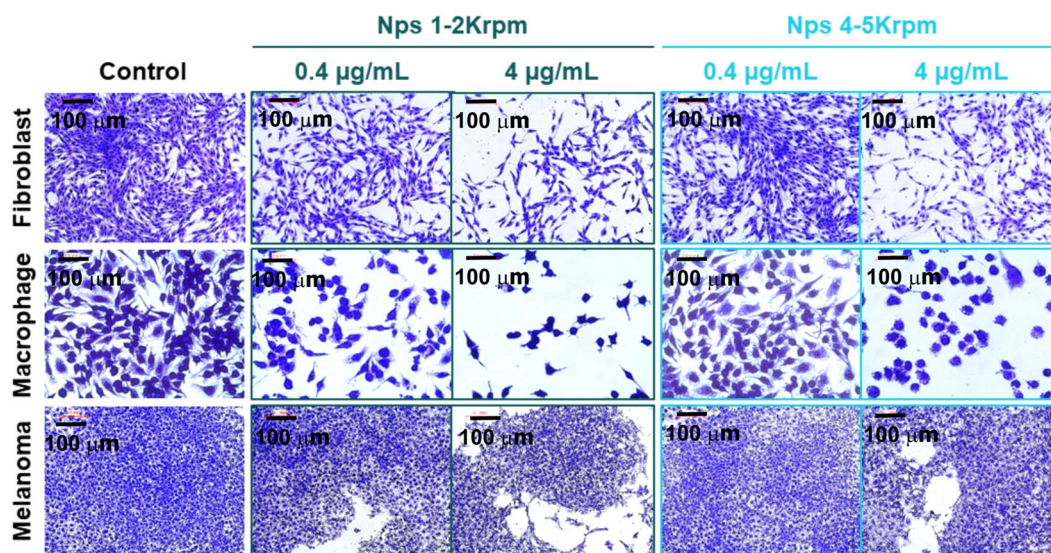 Nps 1-2Krpm
Nps 4-5Krpm
Control
0.4 µg/mL
4 µg/mL
0.4 µg/mL
4 µg/mL
Fibroblast
100 µm
100 µm
100 µm
100 µm
100 µm
Macrophage
100 µm
100 µm
100 µm
100 µm
100 µm
Melanoma
100 µm
100 µm
100 µm
100 µm
100 µm